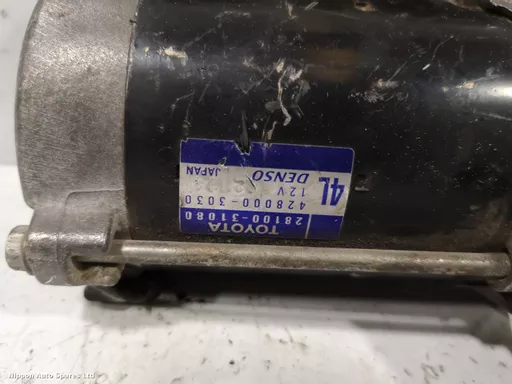 TOYOTA
28100-31080
428000-3030
12V
4L DENSO
JAPAN
Nippon Auto Spares Ltd